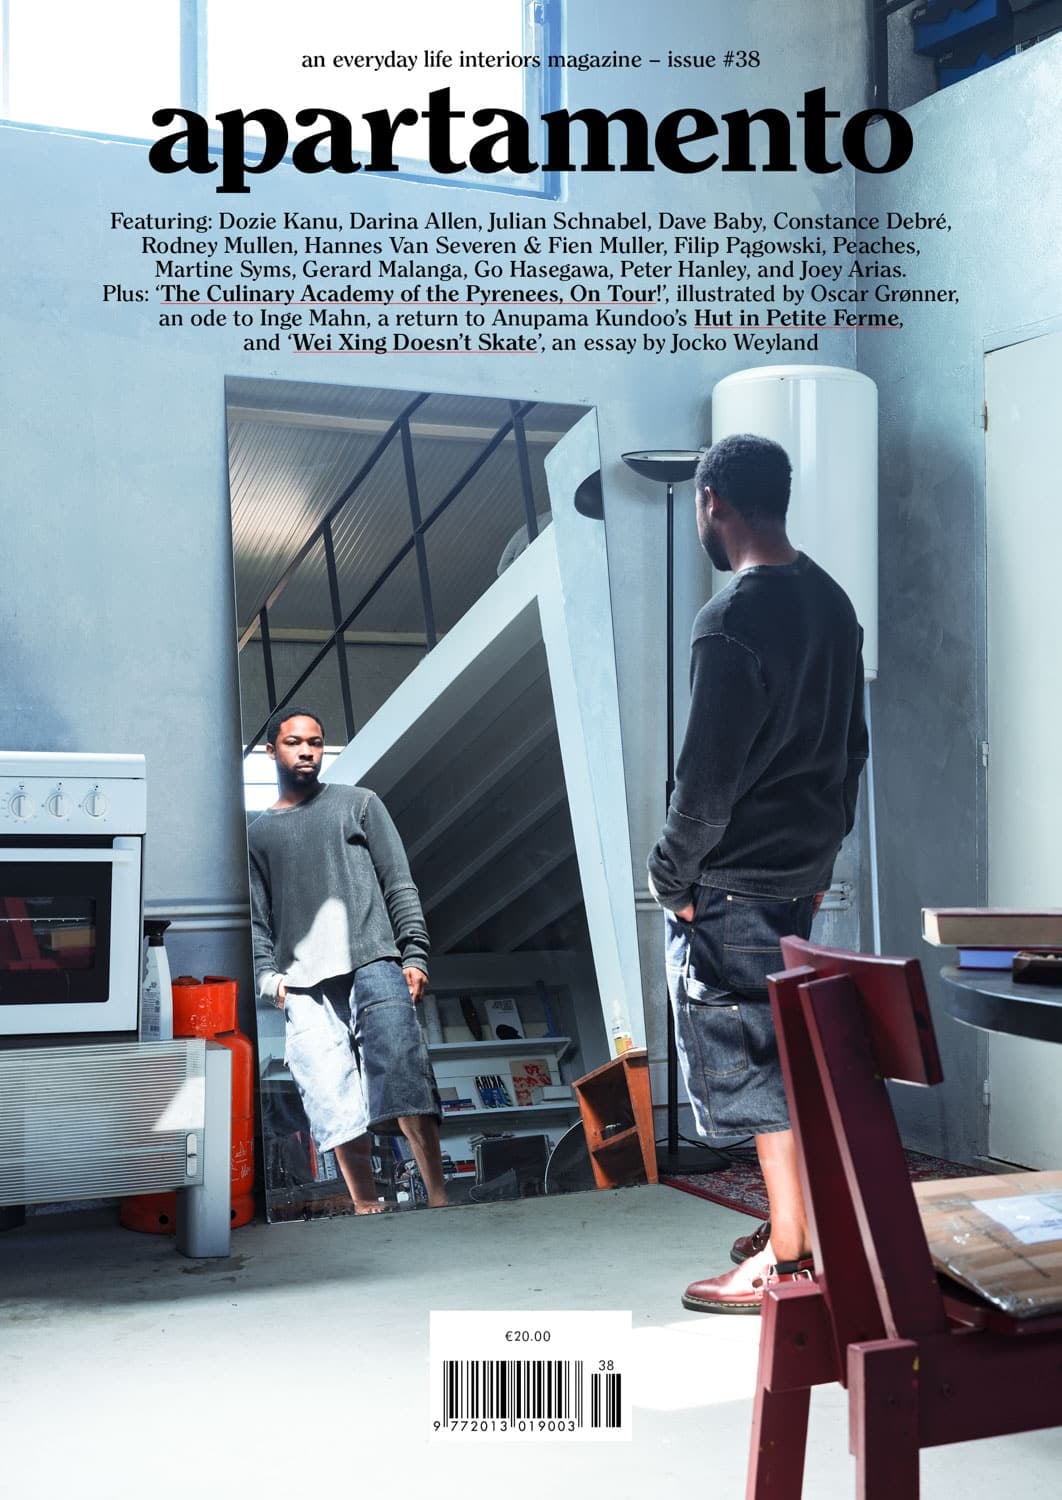 an everyday life interiors magazine – issue #38
apartamento
Featuring: Dozie Kanu, Darina Allen, Julian Schnabel, Dave Baby, Constance Debré,
Rodney Mullen, Hannes Van Severen & Fien Muller, Filip Pągowski, Peaches,
Martine Syms, Gerard Malanga, Go Hasegawa, Peter Hanley, and Joey Arias.
Plus: ‘The Culinary Academy of the Pyrenees, On Tour!’, illustrated by Oscar Grønner,
an ode to Inge Mahn, a return to Anupama Kundoo’s Hut in Petite Ferme,
and ‘Wei Xing Doesn’t Skate’, an essay by Jocko Weyland
€20.00
38
9 772013 019003